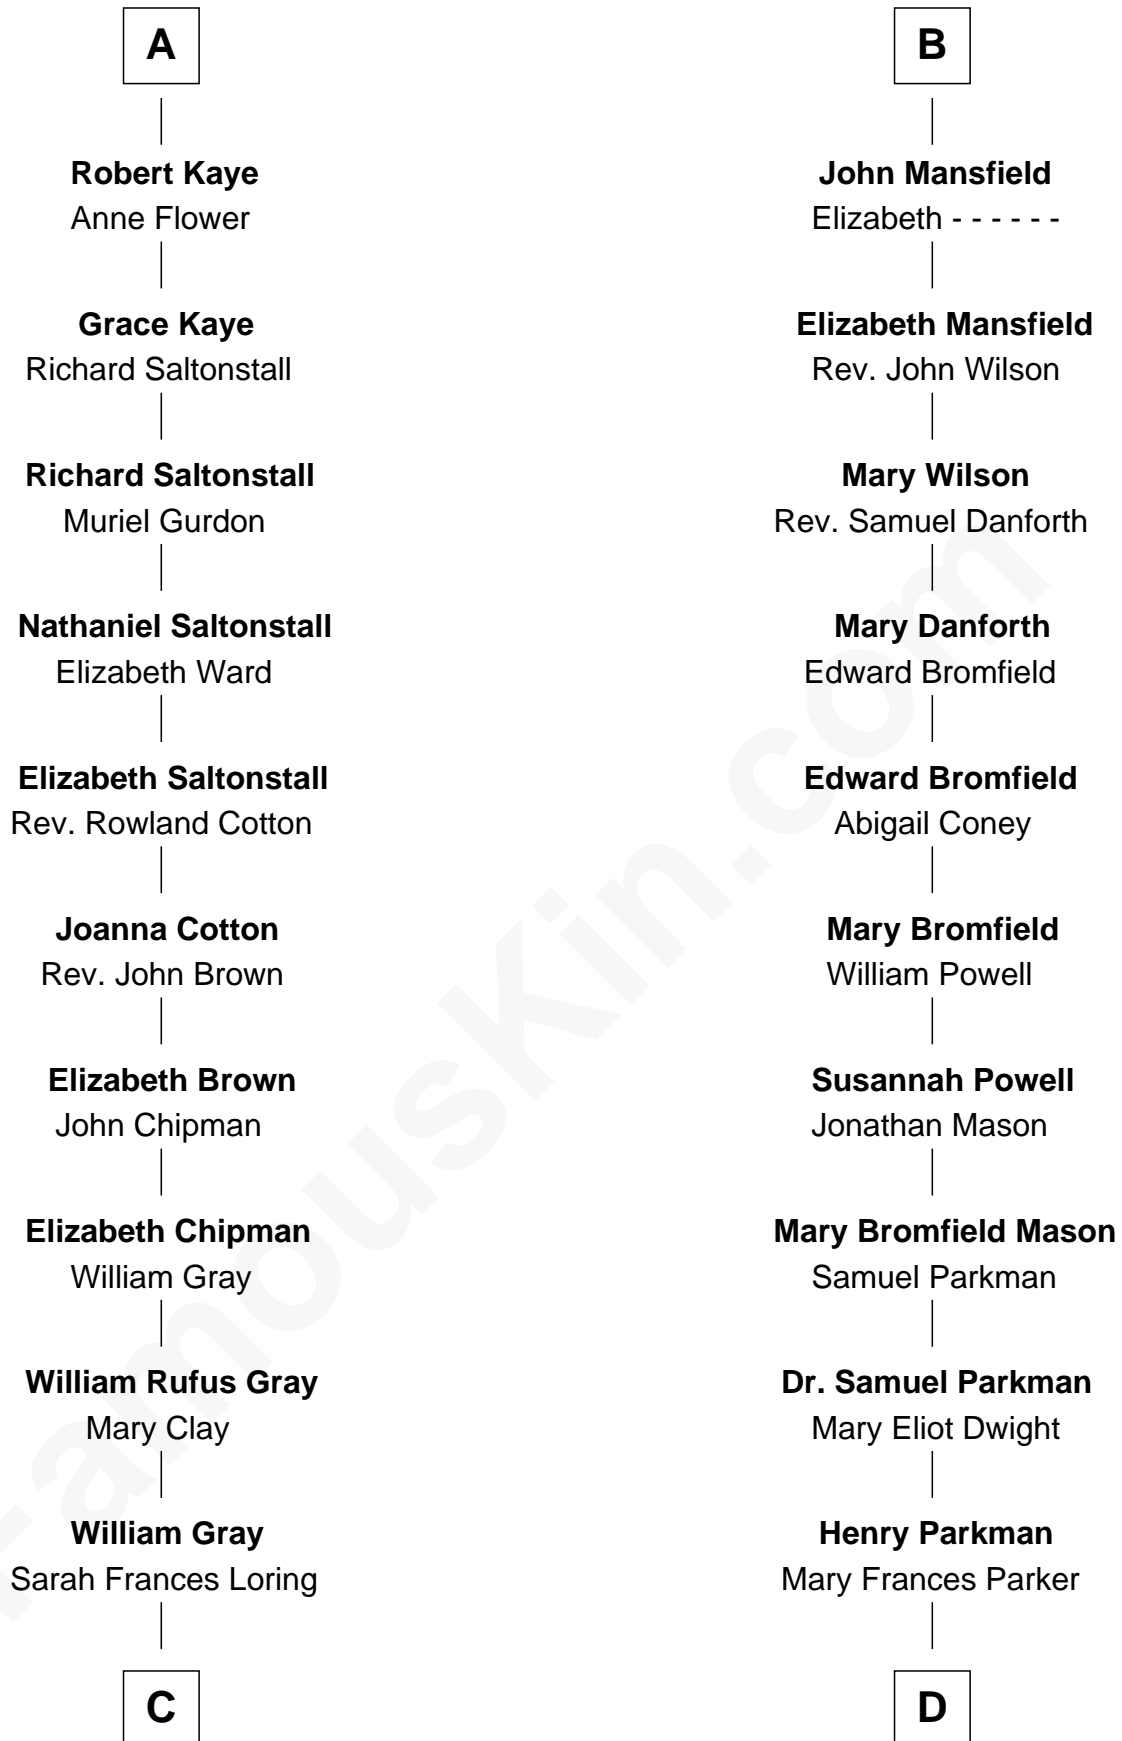 A
Robert Kaye
Anne Flower
Grace Kaye
Richard Saltonstall
Richard Saltonstall
Muriel Gurdon
Nathaniel Saltonstall
Elizabeth Ward
Elizabeth Saltonstall
Rev. Rowland Cotton
Joanna Cotton
Rev. John Brown
Elizabeth Brown
John Chipman
Elizabeth Chipman
William Gray
William Rufus Gray
Mary Clay
William Gray
Sarah Frances Loring
C
B
John Mansfield
Elizabeth - - - - - -
Elizabeth Mansfield
Rev. John Wilson
Mary Wilson
Rev. Samuel Danforth
Mary Danforth
Edward Bromfield
Edward Bromfield
Abigail Coney
Mary Bromfield
William Powell
Susannah Powell
Jonathan Mason
Mary Bromfield Mason
Samuel Parkman
Dr. Samuel Parkman
Mary Eliot Dwight
Henry Parkman
Mary Frances Parker
D
FamousKin.com